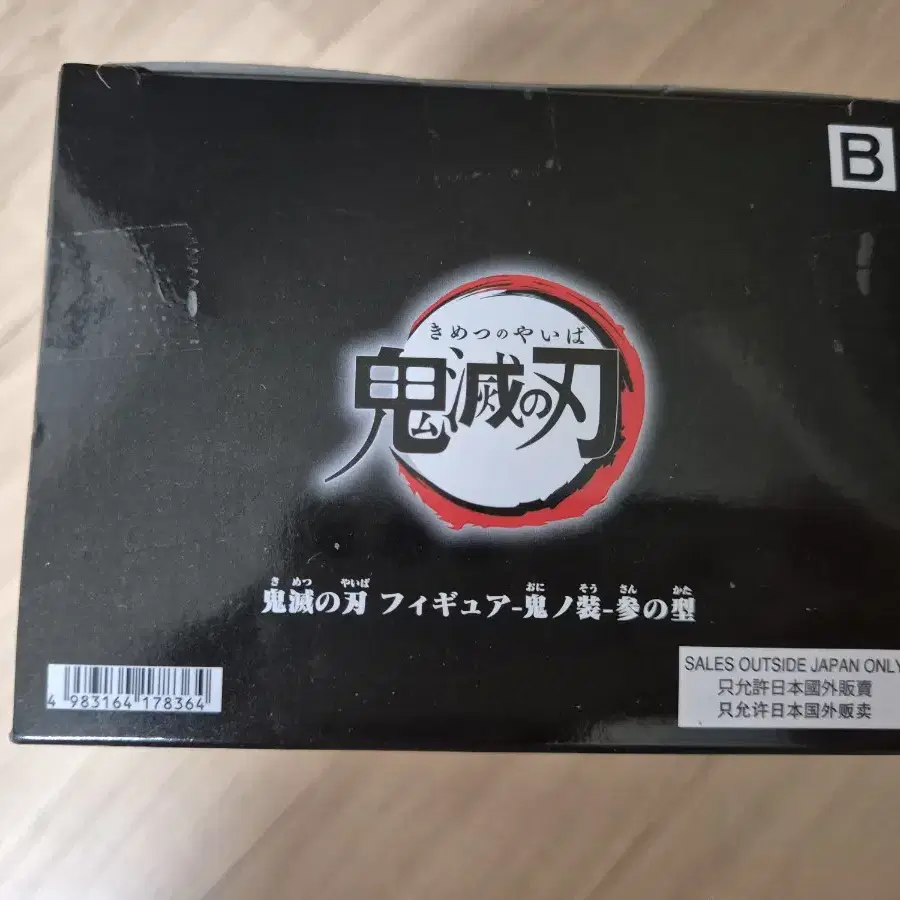 B
きめつのやいば
鬼滅の刃
き めつ やいば おに そう さん かた
鬼滅の刃 フィギュア-鬼ノ装-参の型
4 983164 178364
SALES OUTSIDE JAPAN ONLY
只允許日本國外販賣
只允许日本国外贩卖